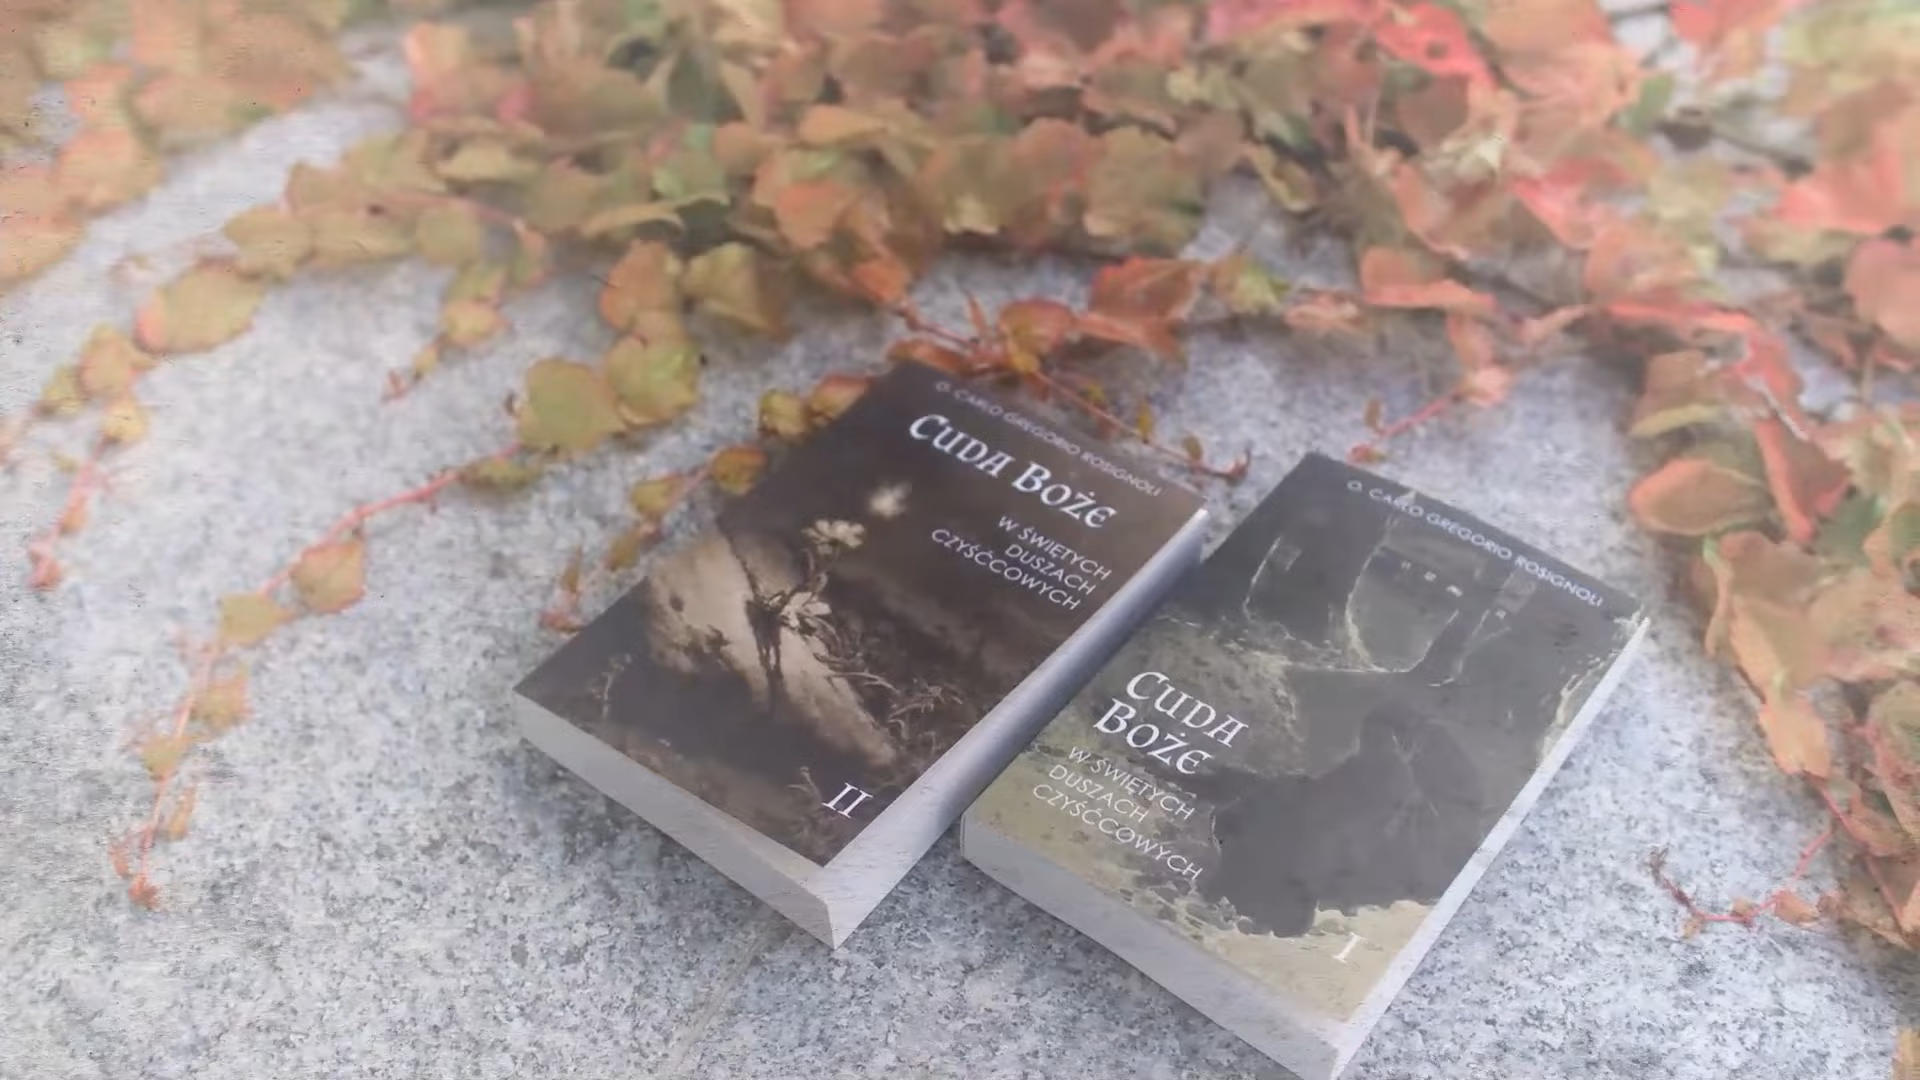 O. CARLO GREGORIO ROSIGNOLI
CUDA BOŻE
W ŚWIĘTYCH
DUSZACH
CZYŚĆCOWYCH
II
O. CARLO GREGORIO ROSIGNOLI
CUDA
BOŻE
W ŚWIĘTYCH
DUSZACH
CZYŚĆCOWYCH
I